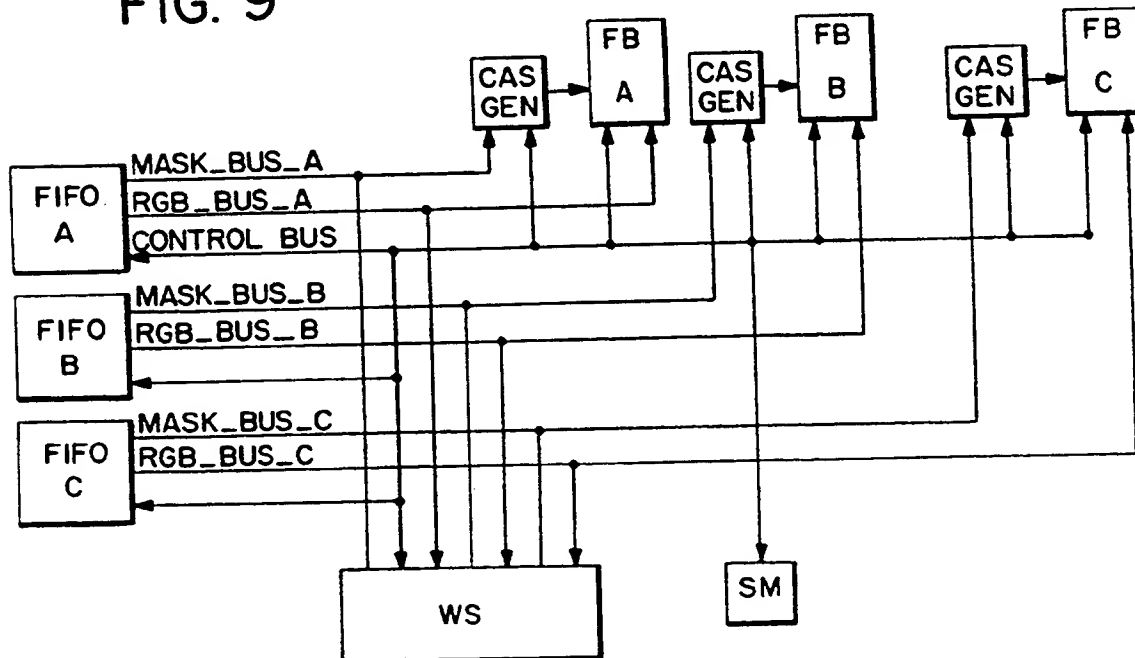 FIG. 9
FB
A
FB
B
FB
C
CAS
GEN
CAS
GEN
CAS
GEN
FIFO
A
MASK_BUS_A
RGB_BUS_A
CONTROL BUS
FIFO
B
MASK_BUS_B
RGB_BUS_B
FIFO
C
MASK_BUS_C
RGB_BUS_C
WS
SM